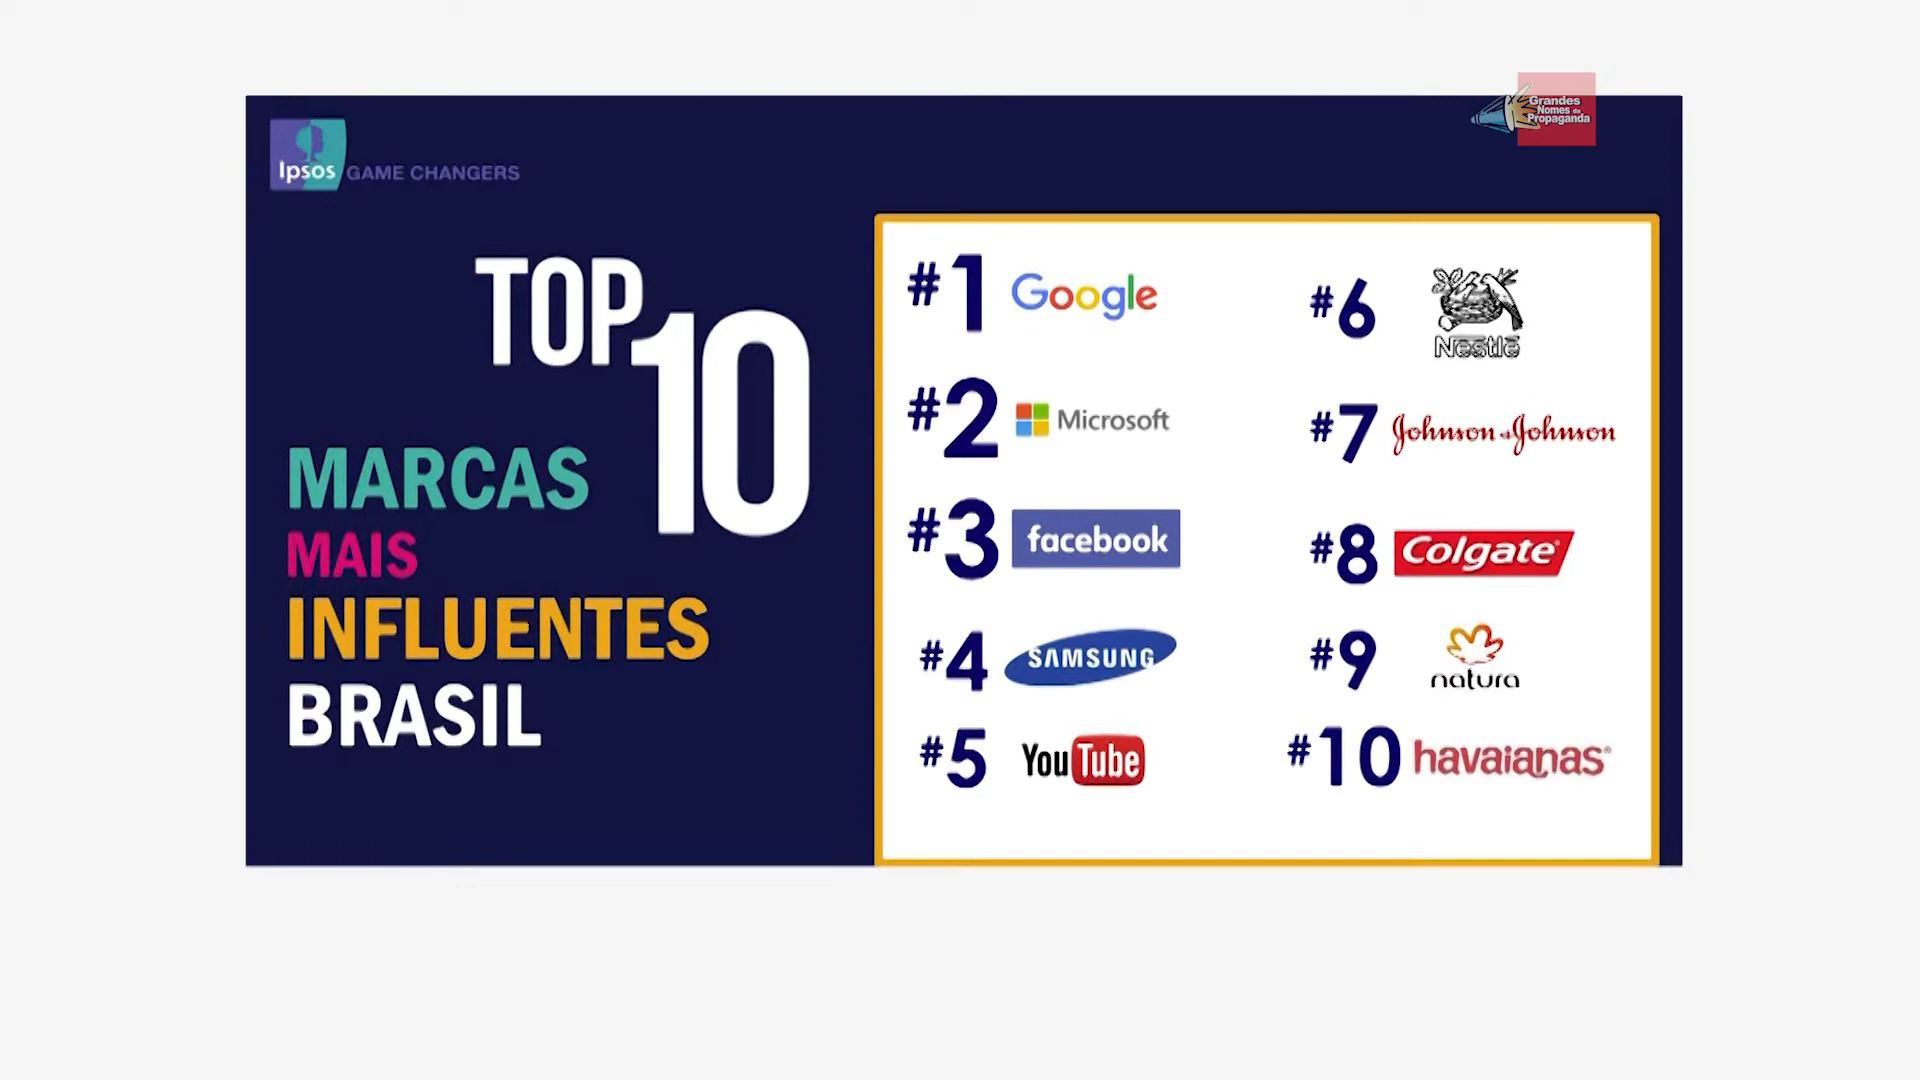 Grandes
Nomes da
Propaganda
Ipsos
GAME CHANGERS
TOP
10
MARCAS
MAIS
INFLUENTES
BRASIL
#1 Google
#2 Microsoft
#3 facebook
#4 SAMSUNG
#5 YouTube
#6 Nestlé
#7 Johnson & Johnson
#8 Colgate®
#9 natura
#10 havaianas®